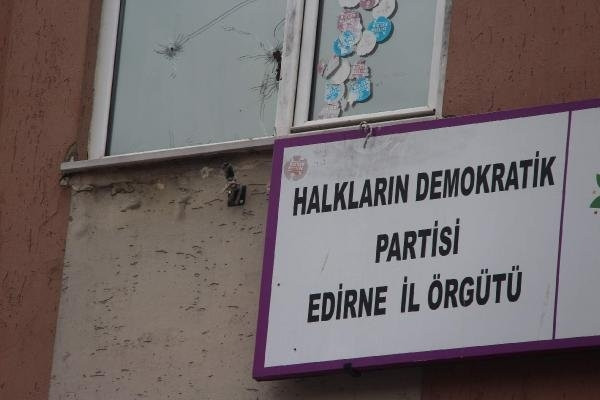 HALKLARIN DEMOKRATİK
PARTİSİ
EDİRNE İL ÖRGÜTÜ